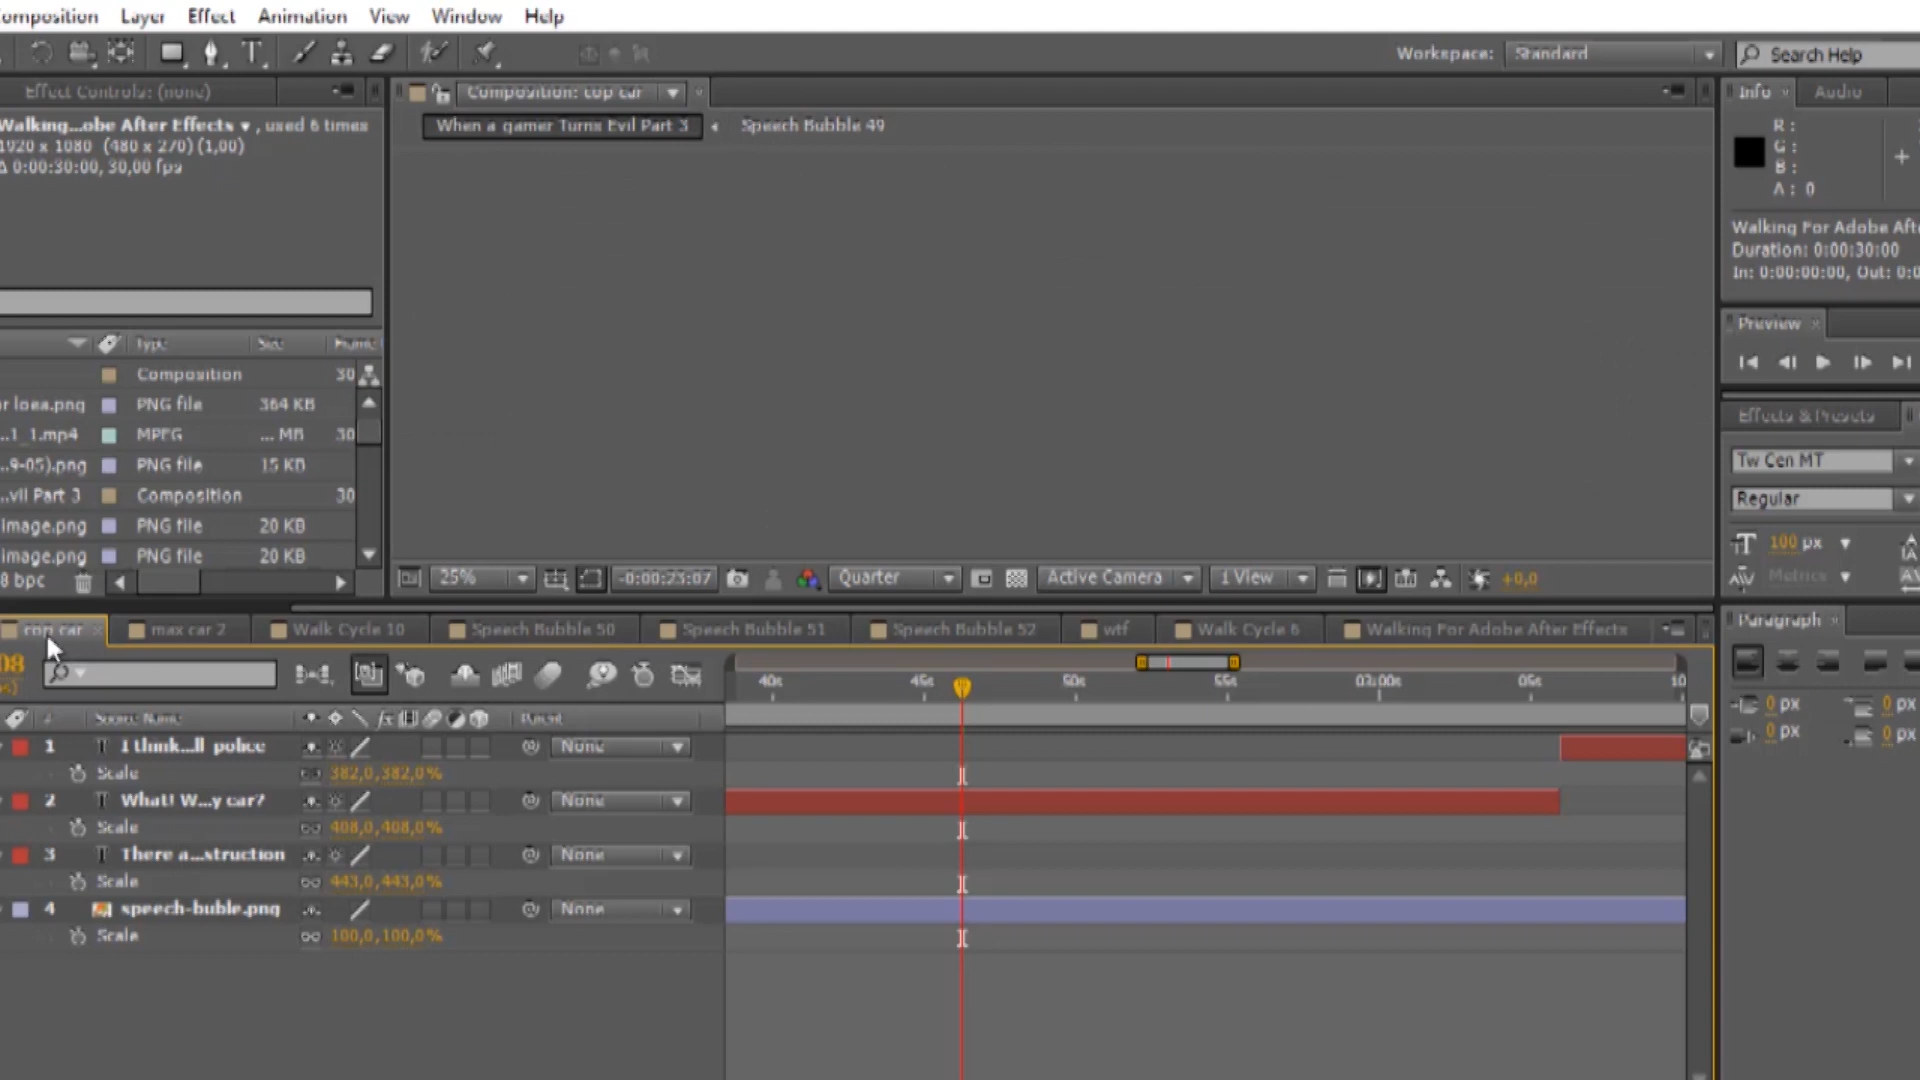 omposition Layer Effect Animation View Window Help
Workspace: Standard Search Help
Effect Controls: (none)
Composition: cop car
Info Audio
Walking...obe After Effects , used 6 times
1920 x 1080 (480 x 270) (1,00)
Δ 0:00:30:00, 30,00 fps
When a gamer Turns Evil Part 3 Speech Bubble 49
R:
G:
B:
A: 0
Walking For Adobe Aft
Duration: 0:00:30:00
In: 0:00:00:00, Out: 0:0
Preview
Type Size Frame
Composition 30
r loea.png PNG file 364 KB
...1_1.mp4 MPEG ... MB 30
...9-05).png PNG file 15 KB
...vil Part 3 Composition 30
image.png PNG file 20 KB
image.png PNG file 20 KB
8 bpc
Effects & Presets
Tw Cen MT
Regular
100 px
Metrics
25% -0:00:23:07 Quarter Active Camera 1 View +0,0
Paragraph
0 px 0 px
0 px 0 px
cop car max car 2 Walk Cycle 10 Speech Bubble 50 Speech Bubble 51 Speech Bubble 52 wtf Walk Cycle 6 Walking For Adobe After Effects
08
40s 45s 50s 55s 03:00s 05s 10
# Source Name Parent
1 T I think...ll police None
Scale 382,0,382,0%
2 T What! W...y car? None
Scale 408,0,408,0%
3 T There a...struction None
Scale 443,0,443,0%
4 speech-buble.png None
Scale 100,0,100,0%